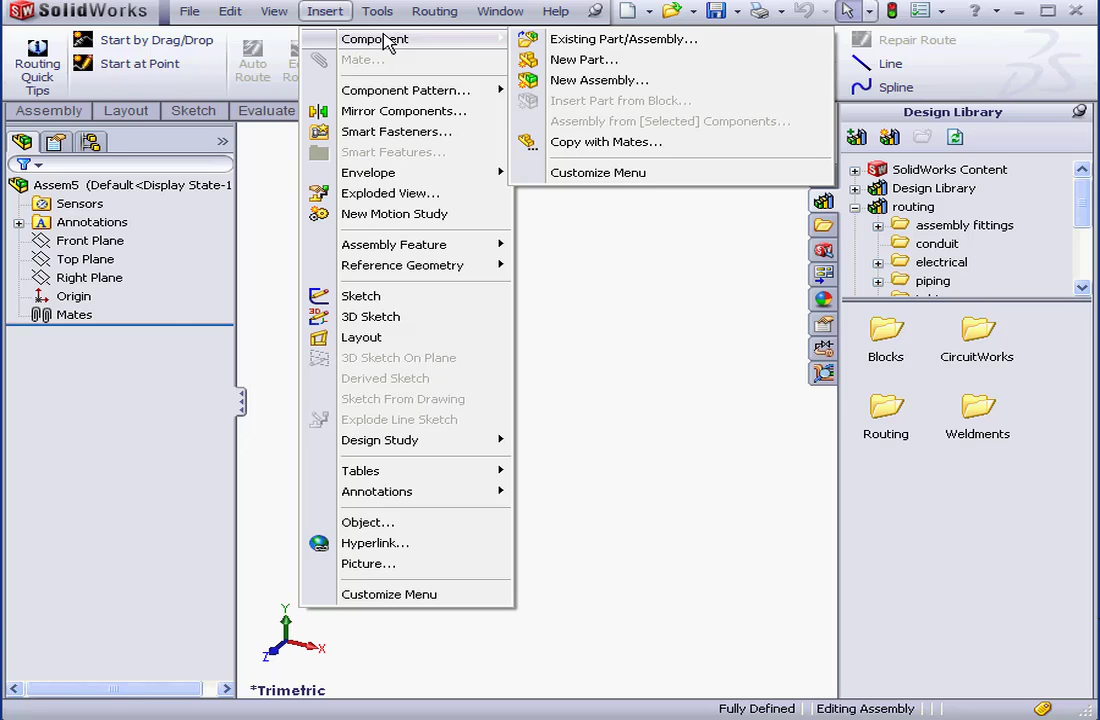 SolidWorks File Edit View Insert Tools Routing Window Help
Routing Quick Tips
Start by Drag/Drop
Start at Point
Auto Route
Repair Route
Line
Spline
Assembly Layout Sketch Evaluate
Assem5 (Default<Display State-1
Sensors
Annotations
Front Plane
Top Plane
Right Plane
Origin
Mates
Component
Mate...
Component Pattern...
Mirror Components...
Smart Fasteners...
Smart Features...
Envelope
Exploded View...
New Motion Study
Assembly Feature
Reference Geometry
Sketch
3D Sketch
Layout
3D Sketch On Plane
Derived Sketch
Sketch From Drawing
Explode Line Sketch
Design Study
Tables
Annotations
Object...
Hyperlink...
Picture...
Customize Menu
Existing Part/Assembly...
New Part...
New Assembly...
Insert Part from Block...
Assembly from [Selected] Components...
Copy with Mates...
Customize Menu
Design Library
SolidWorks Content
Design Library
routing
assembly fittings
conduit
electrical
piping
Blocks CircuitWorks
Routing Weldments
Y
X
Z
*Trimetric
Fully Defined Editing Assembly